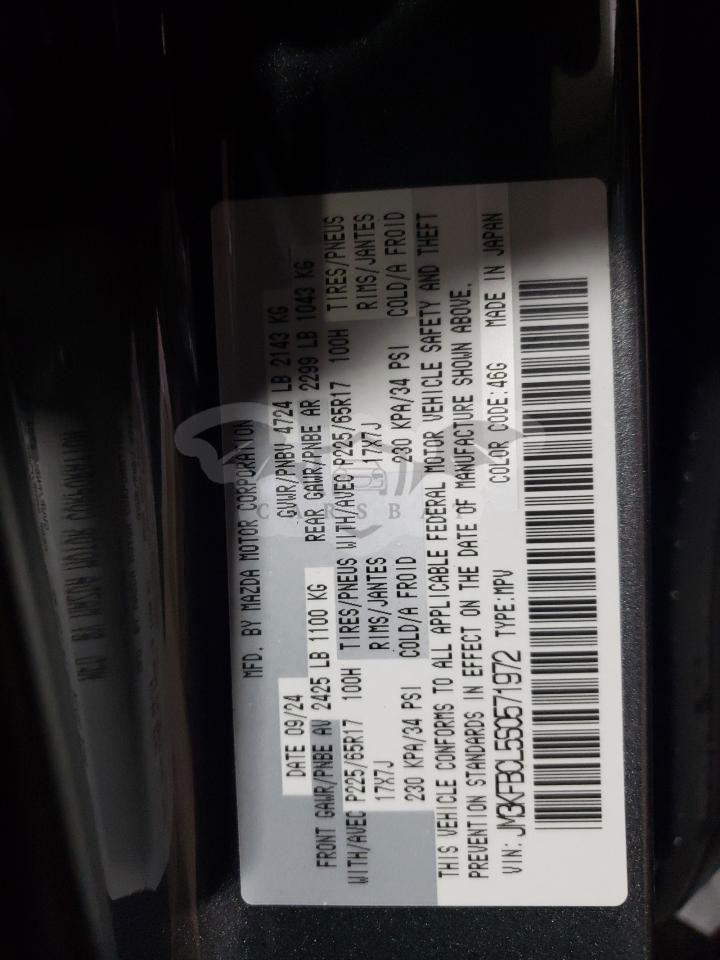 MFD. BY MAZDA MOTOR CORPORATION
DATE 09/24 GVWR/PNBV 4724 LB 2143 KG
FRONT GAWR/PNBE AV 2425 LB 1100 KG REAR GAWR/PNBE AR 2299 LB 1043 KG
WITH/AVEC P225/65R17 100H TIRES/PNEUS WITH/AVEC P225/65R17 100H TIRES/PNEUS
17X7J RIMS/JANTES 17X7J RIMS/JANTES
230 KPA/34 PSI COLD/A FROID 230 KPA/34 PSI COLD/A FROID
THIS VEHICLE CONFORMS TO ALL APPLICABLE FEDERAL MOTOR VEHICLE SAFETY AND THEFT
PREVENTION STANDARDS IN EFFECT ON THE DATE OF MANUFACTURE SHOWN ABOVE.
VIN: JM3KFBCL5S0571972 TYPE:MPV COLOR CODE:46G MADE IN JAPAN